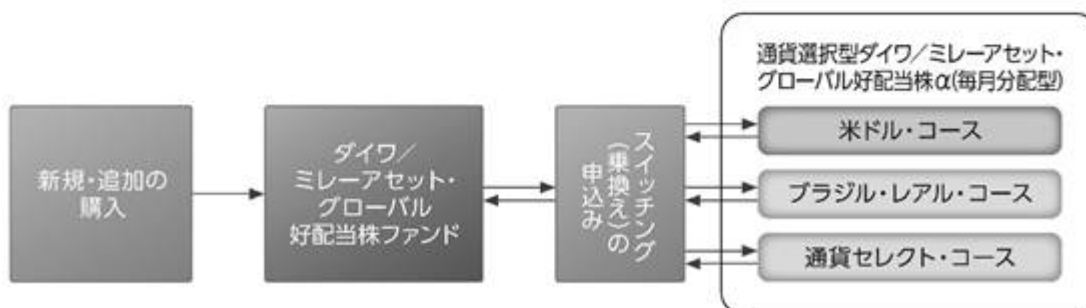 新規・追加の
購入
ダイワ/
ミレーアセット・
グローバル
好配当株ファンド
スイッチング
(乗換え)の
申込み
通貨選択型ダイワ/ミレーアセット・
グローバル好配当株α(毎月分配型)
米ドル・コース
ブラジル・レアル・コース
通貨セレクト・コース